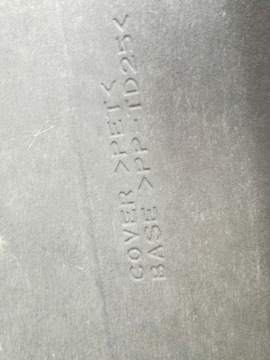 COVER >PET<
BASE >PP-TD25<